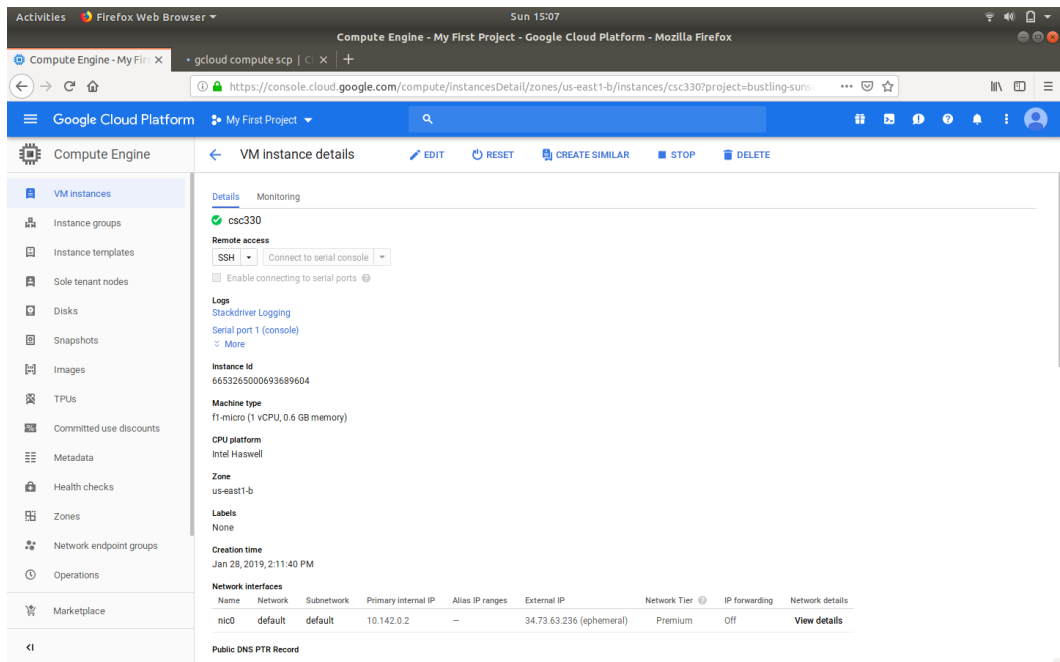 Activities Firefox Web Browser Sun 15:07
Compute Engine - My First Project - Google Cloud Platform - Mozilla Firefox
Compute Engine - My Fir gcloud compute scp | Cl
https://console.cloud.google.com/compute/instancesDetail/zones/us-east1-b/instances/csc330?project=bustling-suns
Google Cloud Platform My First Project
Compute Engine VM instance details EDIT RESET CREATE SIMILAR STOP DELETE
VM instances
Instance groups
Instance templates
Sole tenant nodes
Disks
Snapshots
Images
TPUs
Committed use discounts
Metadata
Health checks
Zones
Network endpoint groups
Operations
Marketplace
Details Monitoring
csc330
Remote access
SSH Connect to serial console
Enable connecting to serial ports
Logs
Stackdriver Logging
Serial port 1 (console)
More
Instance Id
6653265000693689604
Machine type
f1-micro (1 vCPU, 0.6 GB memory)
CPU platform
Intel Haswell
Zone
us-east1-b
Labels
None
Creation time
Jan 28, 2019, 2:11:40 PM
Network interfaces
Name Network Subnetwork Primary internal IP Alias IP ranges External IP Network Tier IP forwarding Network details
nic0 default default 10.142.0.2 — 34.73.63.236 (ephemeral) Premium Off View details
Public DNS PTR Record